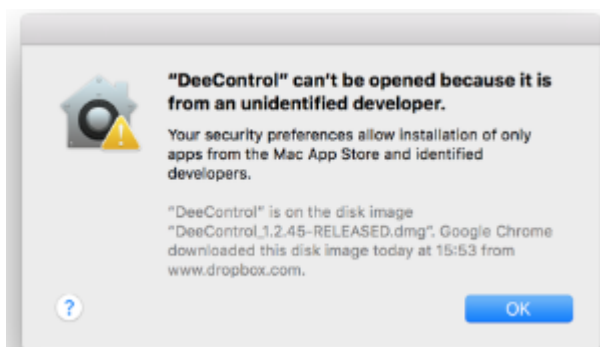 “DeeControl” can’t be opened because it is
from an unidentified developer.
Your security preferences allow installation of only
apps from the Mac App Store and identified
developers.
“DeeControl” is on the disk image
“DeeControl_1.2.45-RELEASED.dmg”. Google Chrome
downloaded this disk image today at 15:53 from
www.dropbox.com.
?
OK